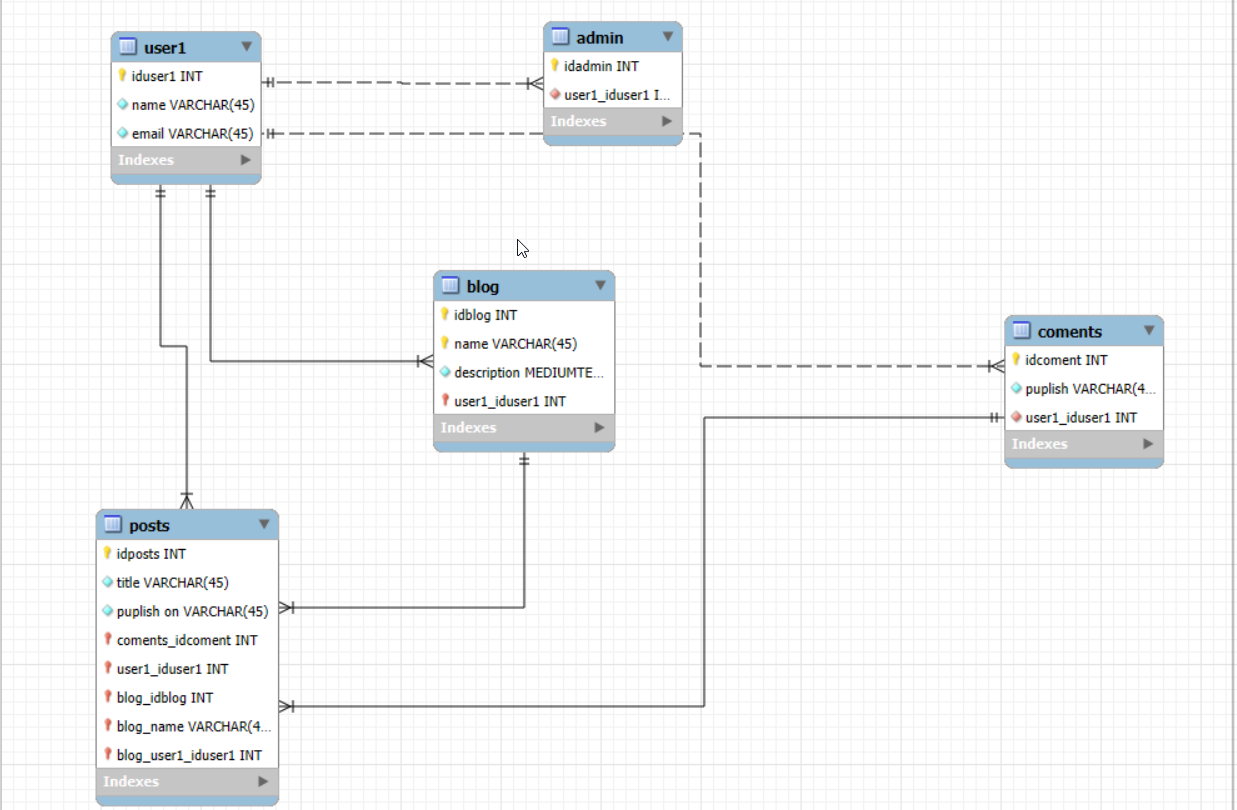 user1
iduser1 INT
name VARCHAR(45)
email VARCHAR(45)
Indexes
admin
idadmin INT
user1_iduser1 I...
Indexes
blog
idblog INT
name VARCHAR(45)
description MEDIUMTE...
user1_iduser1 INT
Indexes
coments
idcoment INT
puplish VARCHAR(4...
user1_iduser1 INT
Indexes
posts
idposts INT
title VARCHAR(45)
puplish on VARCHAR(45)
coments_idcoment INT
user1_iduser1 INT
blog_idblog INT
blog_name VARCHAR(4...
blog_user1_iduser1 INT
Indexes